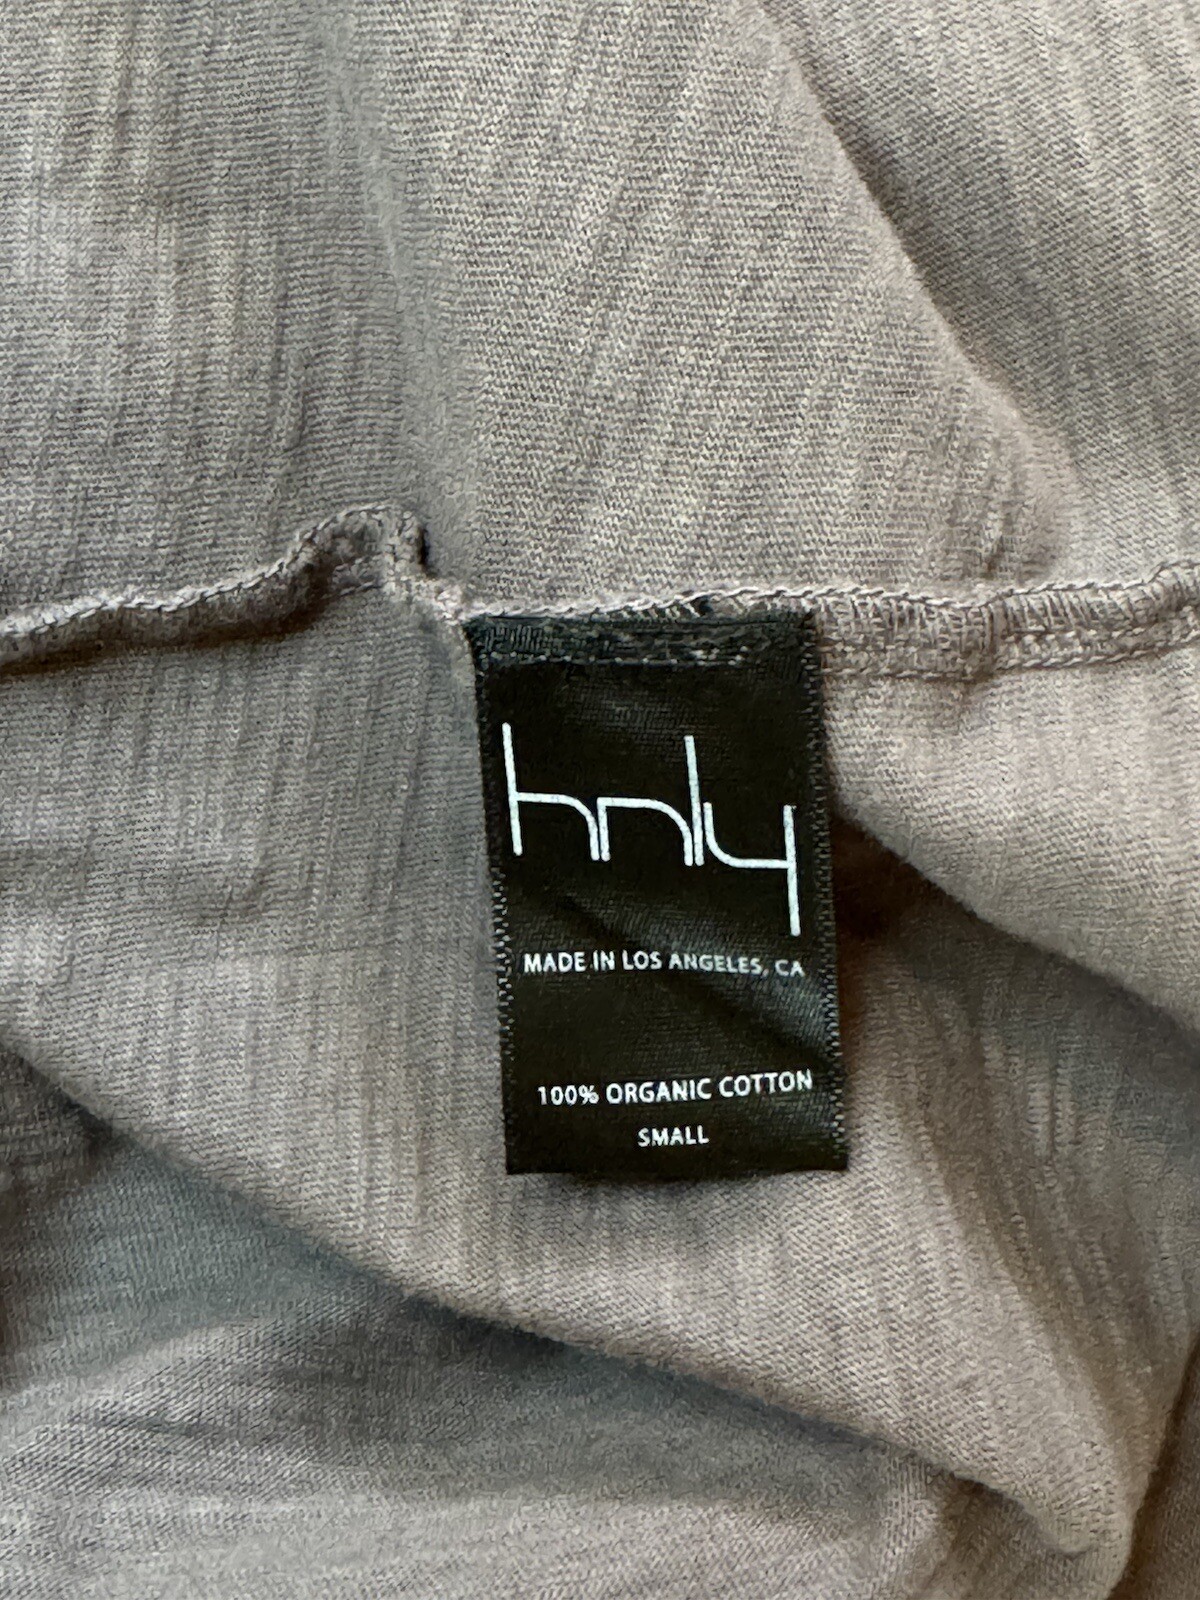 hnly
MADE IN LOS ANGELES, CA
100% ORGANIC COTTON
SMALL